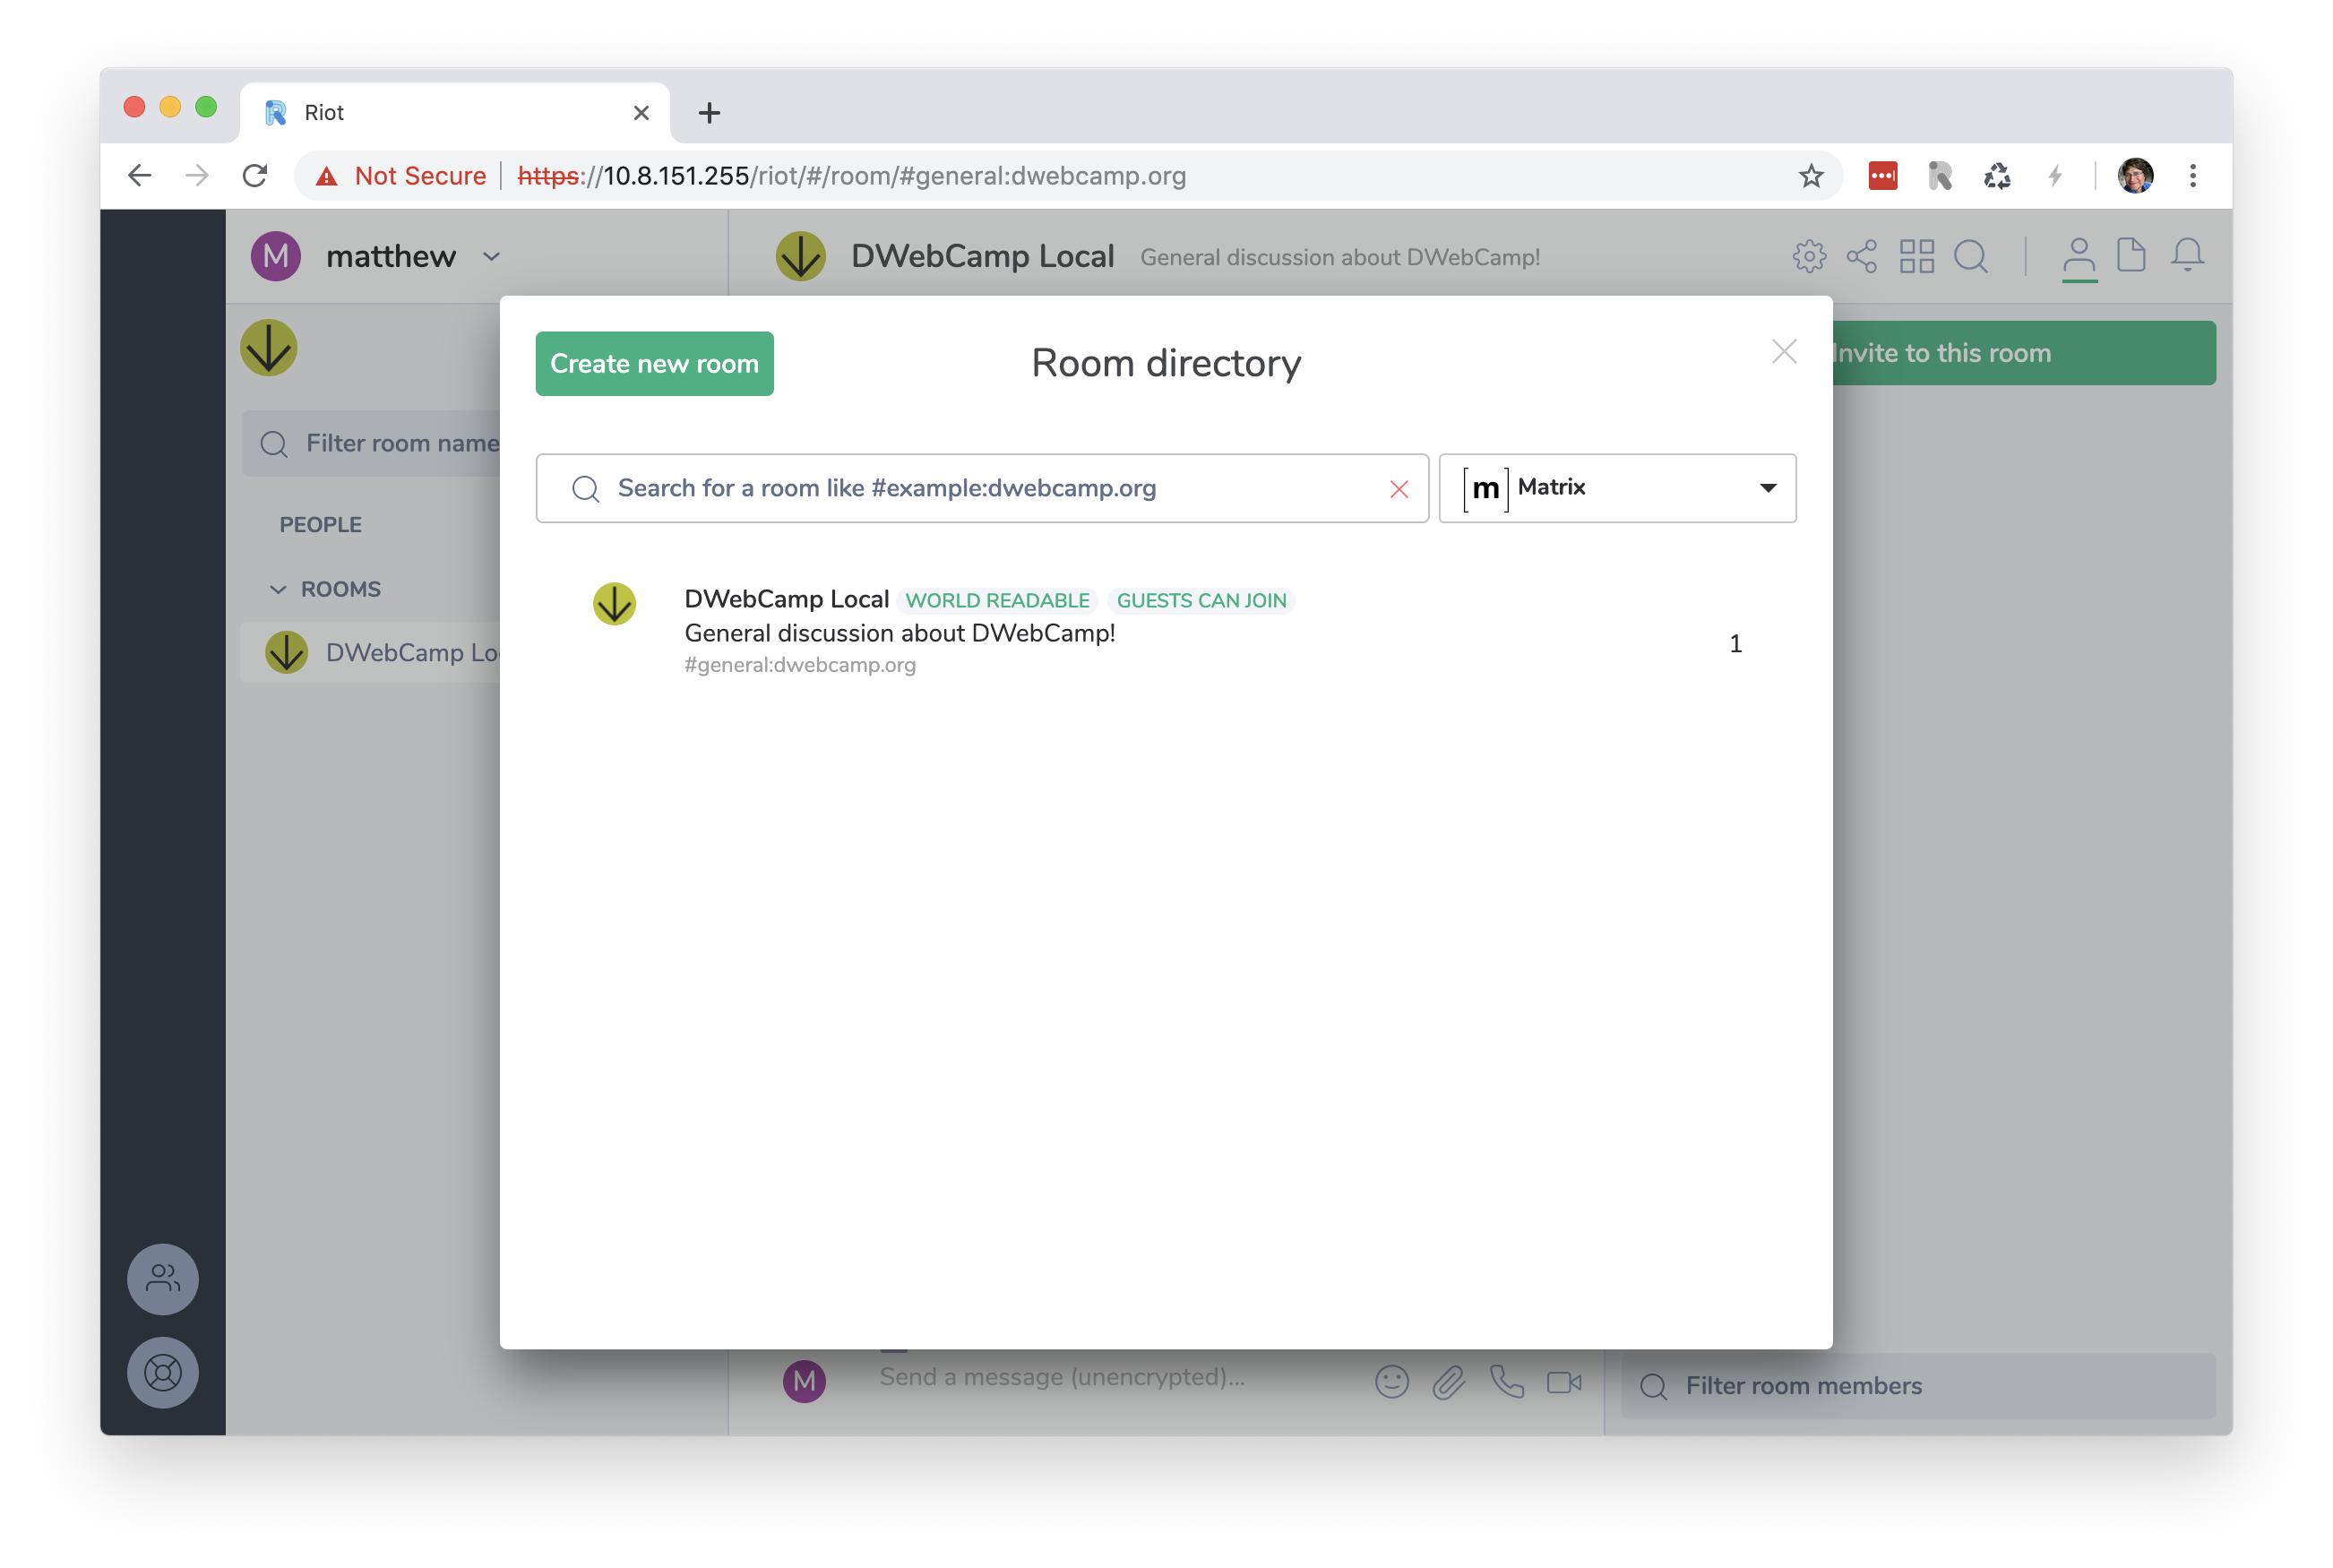 Riot
Not Secure https://10.8.151.255/riot/#/room/#general:dwebcamp.org
M matthew
DWebCamp Local General discussion about DWebCamp!
Create new room
Room directory
Invite to this room
Filter room name
Search for a room like #example:dwebcamp.org
[m] Matrix
PEOPLE
ROOMS
DWebCamp Lo
DWebCamp Local WORLD READABLE GUESTS CAN JOIN
General discussion about DWebCamp!
#general:dwebcamp.org
1
M Send a message (unencrypted)...
Filter room members